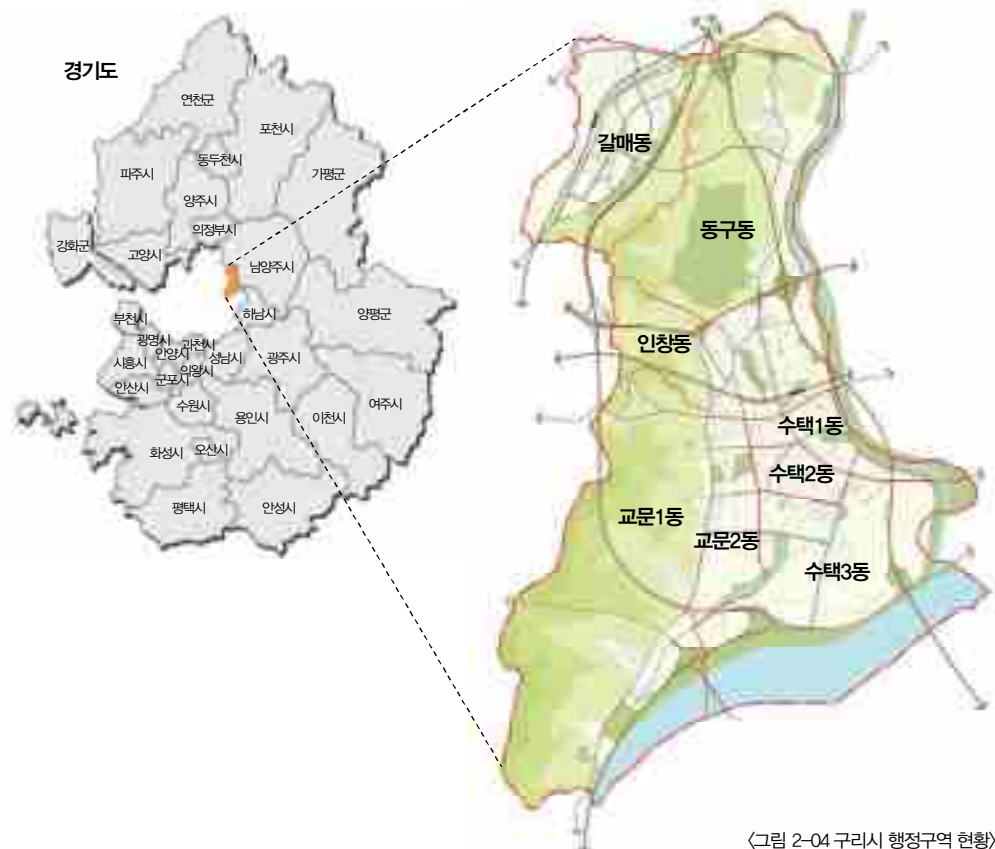 경기도
연천군
포천시
동두천시
파주시
가평군
양주시
의정부시
강화군
고양시
남양주시
하남시
양평군
부천시
광명시
과천시
시흥시
안양시
성남시
광주시
의왕시
군포시
안산시
수원시
용인시
이천시
여주시
화성시
오산시
평택시
안성시
갈매동
동구동
인창동
수택1동
수택2동
교문1동
교문2동
수택3동
〈그림 2-04 구리시 행정구역 현황〉